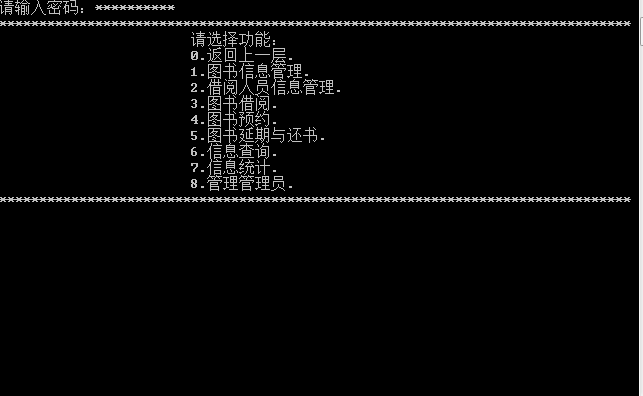 请输入密码：**********
*******************************************************************************
请选择功能：
0.返回上一层.
1.图书信息管理.
2.借阅人员信息管理.
3.图书借阅.
4.图书预约.
5.图书延期与还书.
6.信息查询.
7.信息统计.
8.管理管理员.
*******************************************************************************